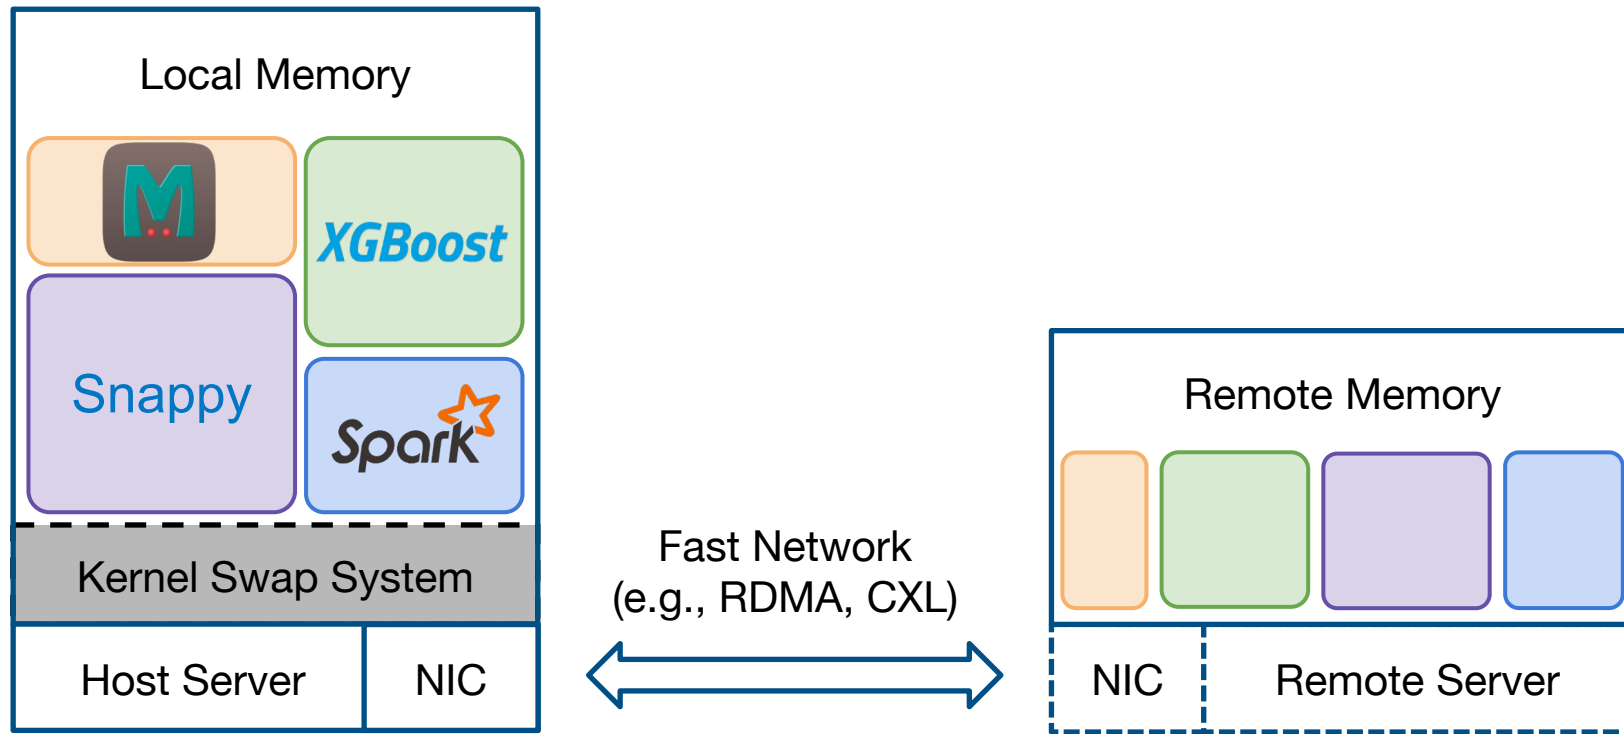 Local Memory
M
XGBoost
Snappy
Spark
Kernel Swap System
Host Server
NIC
Fast Network
(e.g., RDMA, CXL)
Remote Memory
NIC
Remote Server